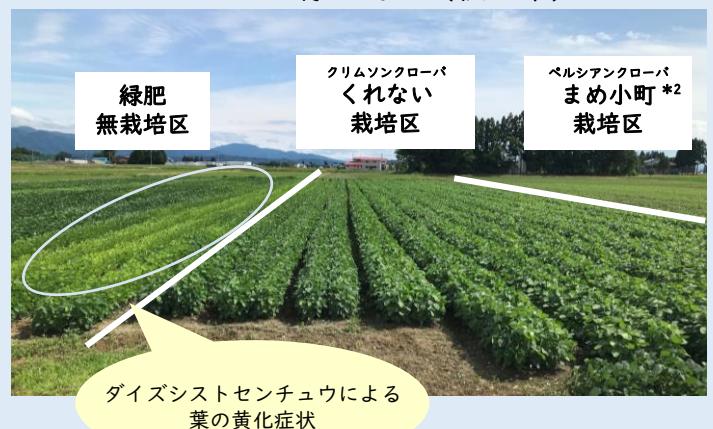 緑肥
無栽培区
クリムソンクローバ
くれない
栽培区
ペルシアンクローバ
まめ小町*2
栽培区
ダイズシストセンチュウによる
葉の黄化症状